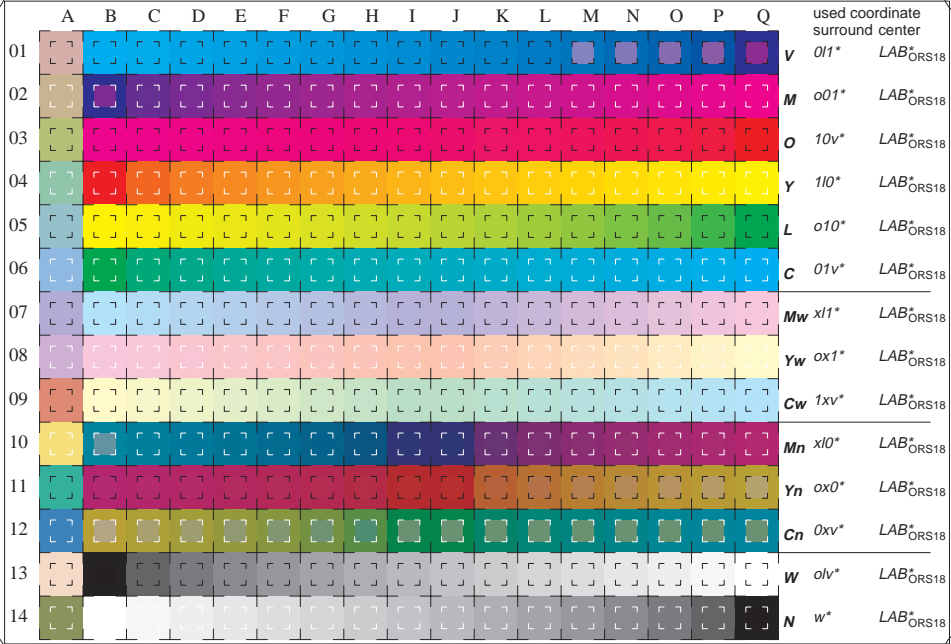 A B C D E F G H I J K L M N O P Q used coordinate
surround center
01 V ol1* LAB*ORS18
02 M o01* LAB*ORS18
03 O 10v* LAB*ORS18
04 Y 1l0* LAB*ORS18
05 L o10* LAB*ORS18
06 C 01v* LAB*ORS18
07 Mw xl1* LAB*ORS18
08 Yw ox1* LAB*ORS18
09 Cw 1xv* LAB*ORS18
10 Mn xl0* LAB*ORS18
11 Yn ox0* LAB*ORS18
12 Cn 0xv* LAB*ORS18
13 W olv* LAB*ORS18
14 N w* LAB*ORS18